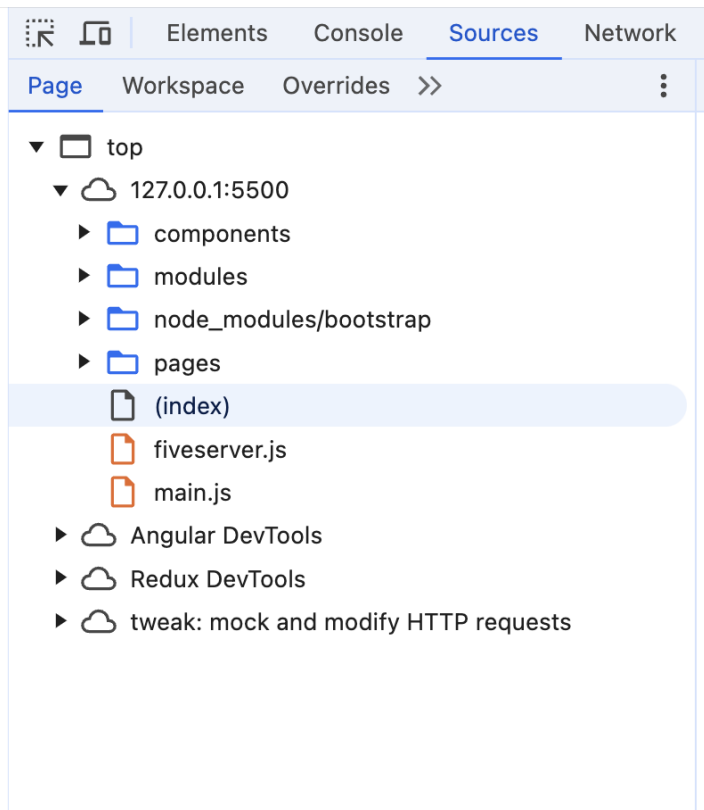 Elements Console Sources Network
Page Workspace Overrides
top
127.0.0.1:5500
components
modules
node_modules/bootstrap
pages
(index)
fiveserver.js
main.js
Angular DevTools
Redux DevTools
tweak: mock and modify HTTP requests